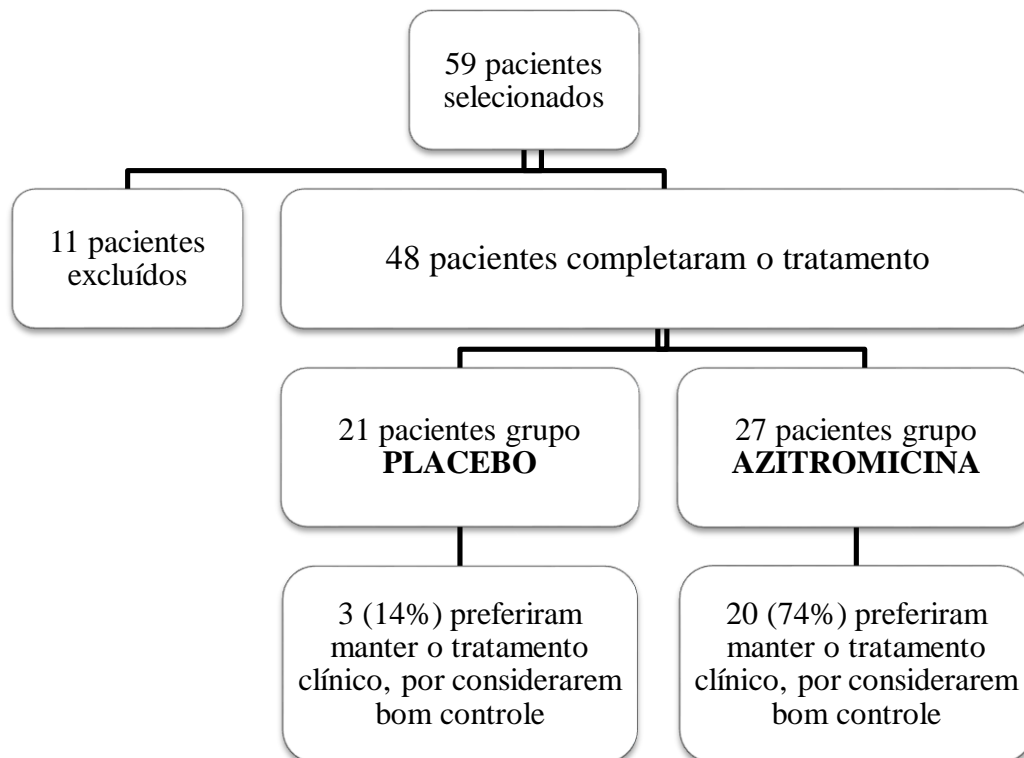 59 pacientes
selecionados
11 pacientes
excluídos
48 pacientes completaram o tratamento
21 pacientes grupo
PLACEBO
27 pacientes grupo
AZITROMICINA
3 (14%) preferiram
manter o tratamento
clínico, por considerarem
bom controle
20 (74%) preferiram
manter o tratamento
clínico, por considerarem
bom controle